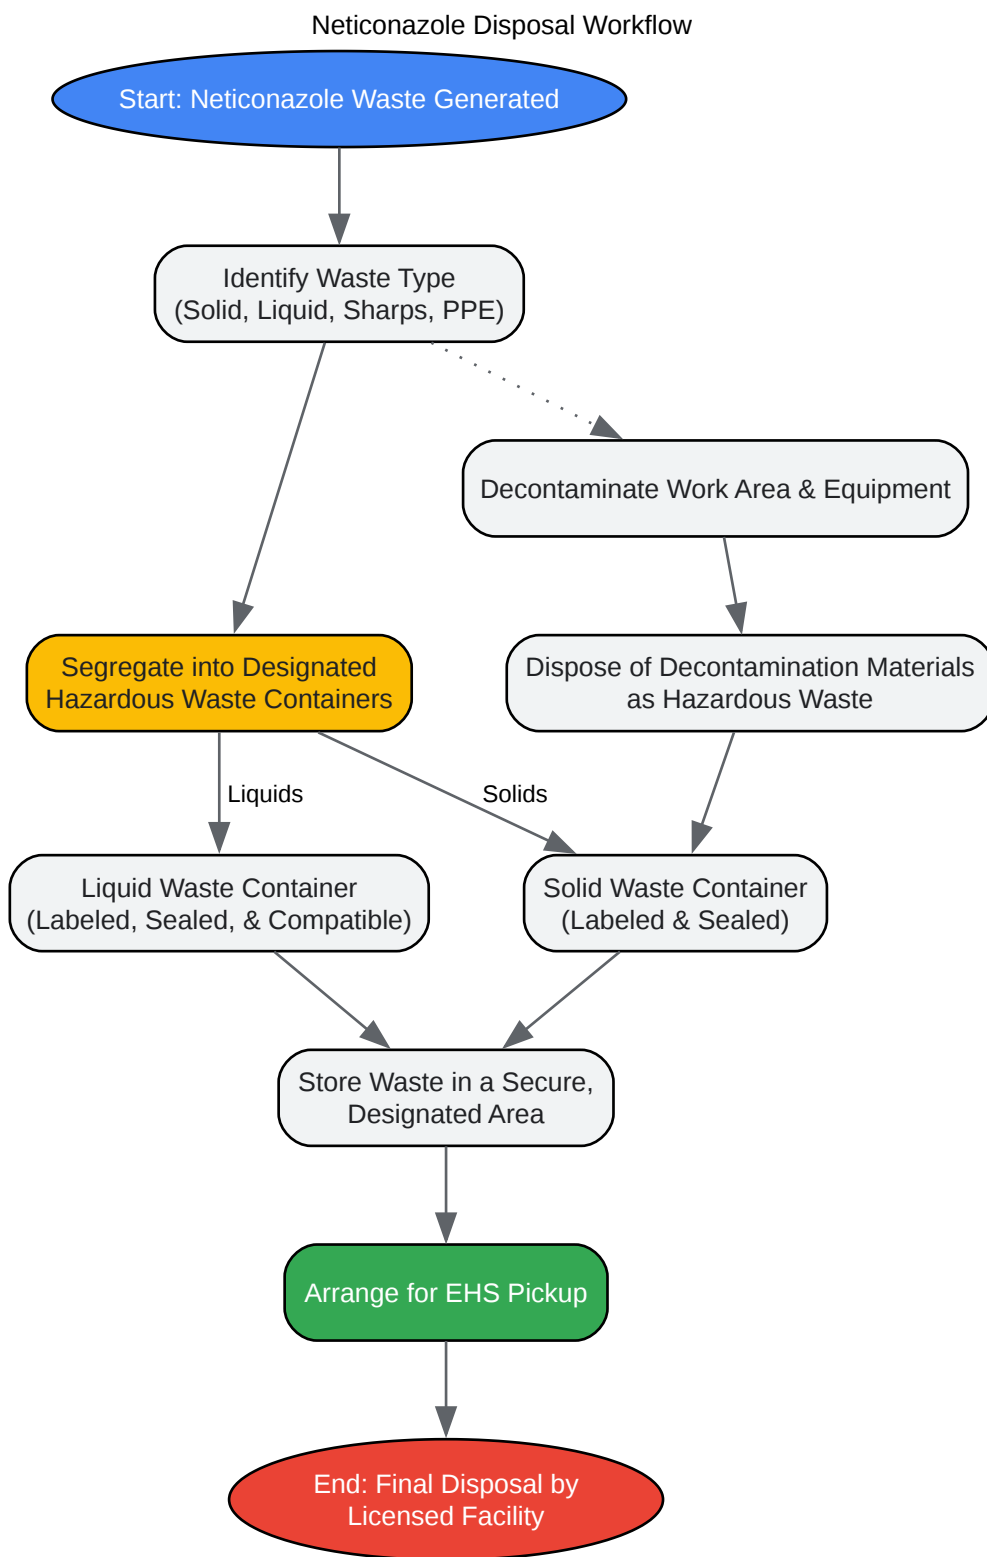 Neticonazole Disposal Workflow
Start: Neticonazole Waste Generated
Identify Waste Type
(Solid, Liquid, Sharps, PPE)
Decontaminate Work Area & Equipment
Segregate into Designated
Hazardous Waste Containers
Dispose of Decontamination Materials
as Hazardous Waste
Liquids
Solids
Liquid Waste Container
(Labeled, Sealed, & Compatible)
Solid Waste Container
(Labeled & Sealed)
Store Waste in a Secure,
Designated Area
Arrange for EHS Pickup
End: Final Disposal by
Licensed Facility